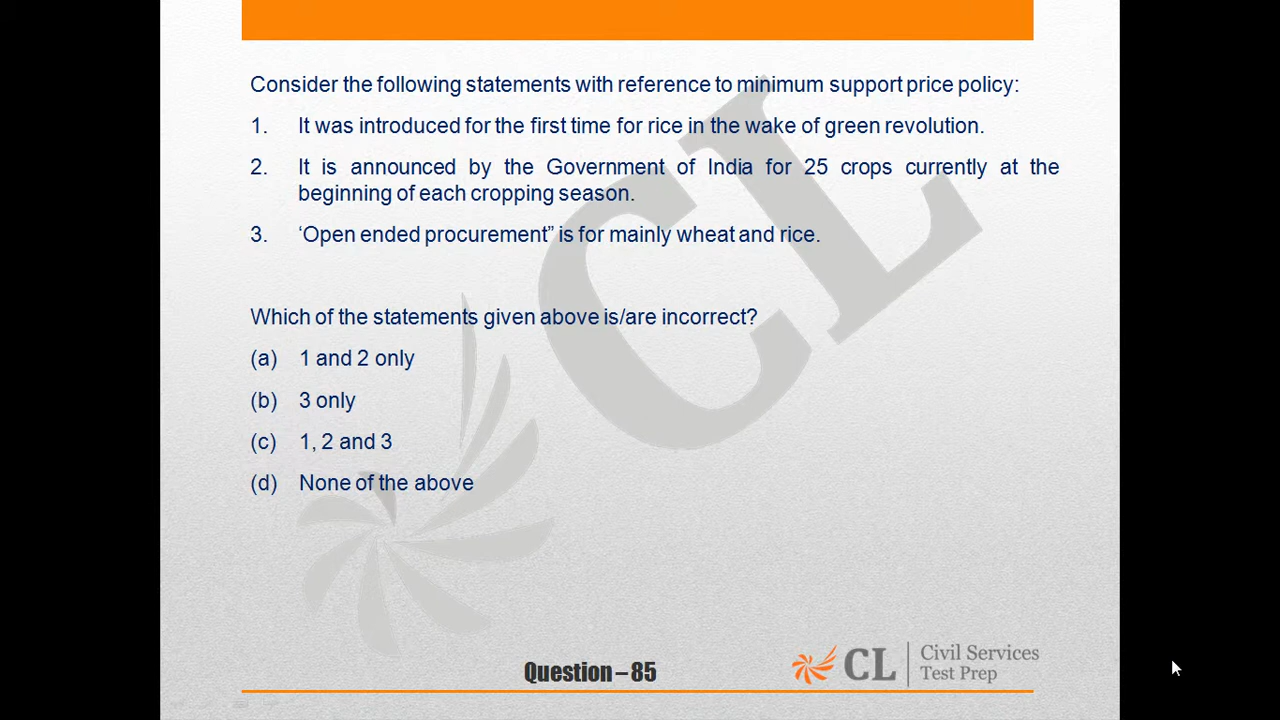 Consider the following statements with reference to minimum support price policy:
1. It was introduced for the first time for rice in the wake of green revolution.
2. It is announced by the Government of India for 25 crops currently at the
beginning of each cropping season.
3. ‘Open ended procurement” is for mainly wheat and rice.
Which of the statements given above is/are incorrect?
(a) 1 and 2 only
(b) 3 only
(c) 1, 2 and 3
(d) None of the above
CL
Question – 85
CL Civil Services
Test Prep